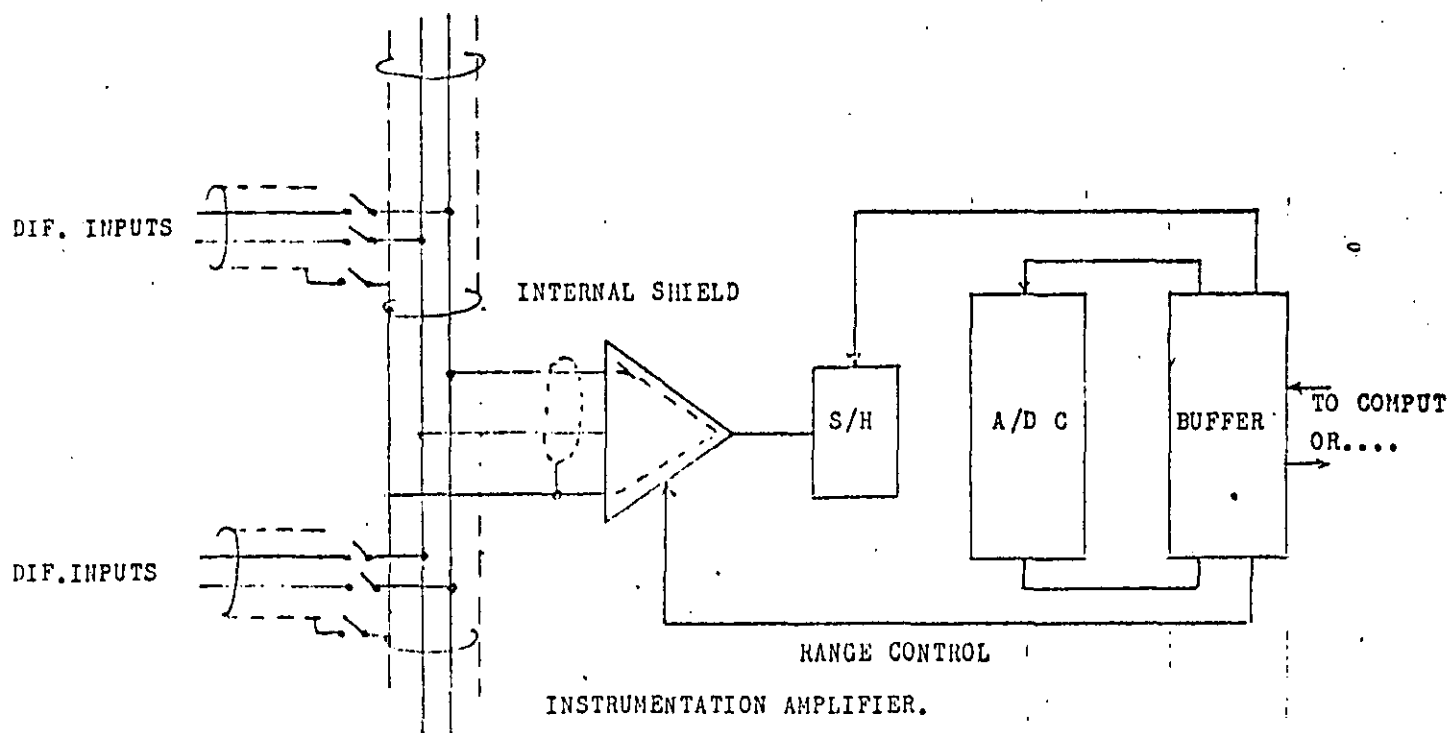 DIF. INPUTS
INTERNAL SHIELD
S/H
A/D C
BUFFER
TO COMPUT
OR....
DIF.INPUTS
RANGE CONTROL
INSTRUMENTATION AMPLIFIER.